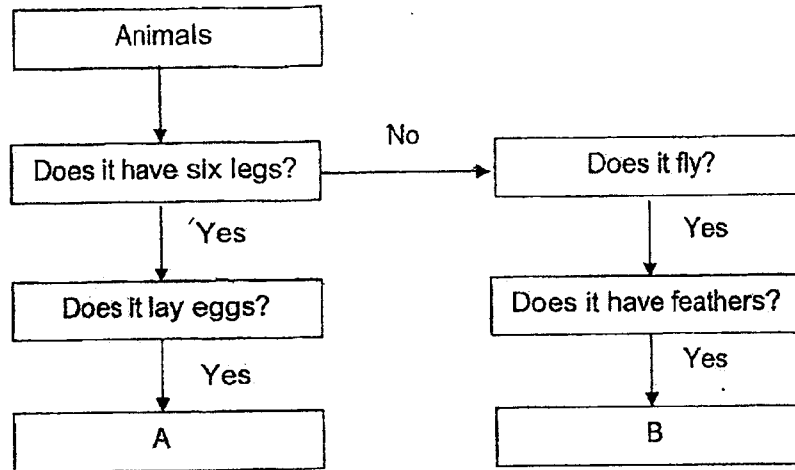 Animals
No
Does it have six legs?
Does it fly?
Yes
Yes
Does it lay eggs?
Does it have feathers?
Yes
Yes
A
B